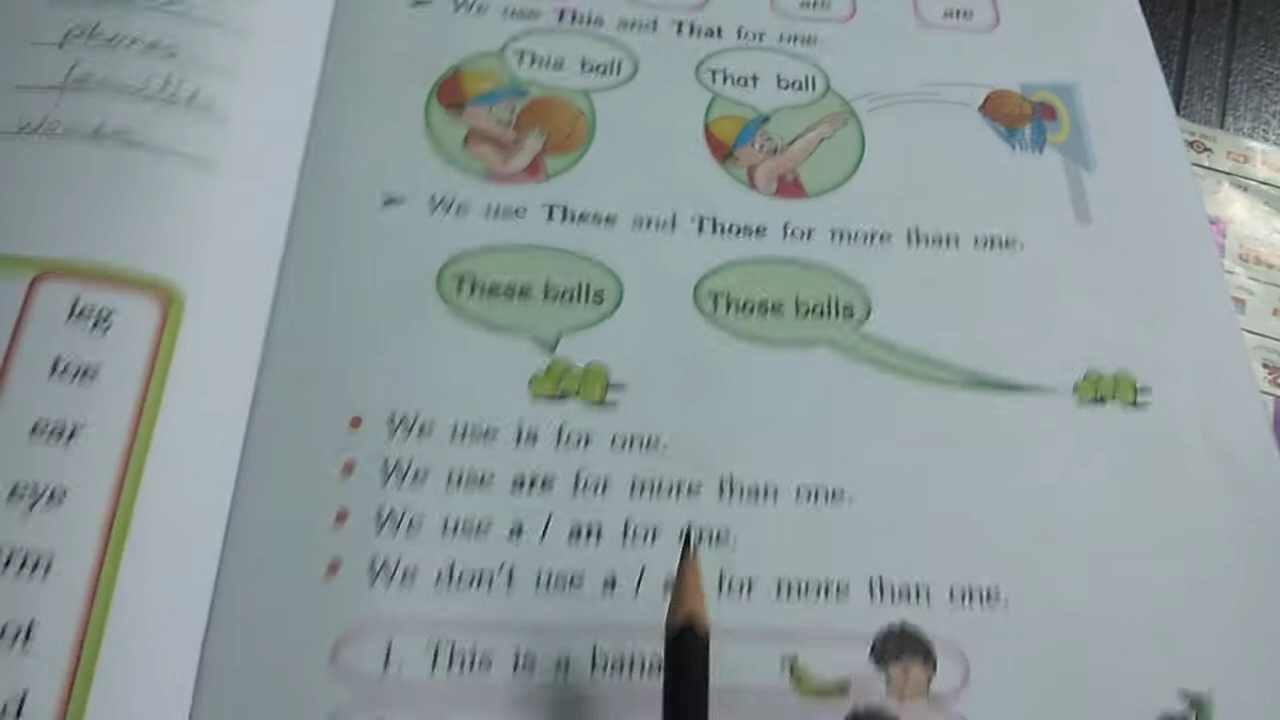 are
are
We use This and That for one.
This ball
That ball
We use These and Those for more than one.
These balls
Those balls
We use is for one.
We use are for more than one.
We use a / an for one.
We don't use a / for more than one.
1. This is a
leg
toe
ear
eye